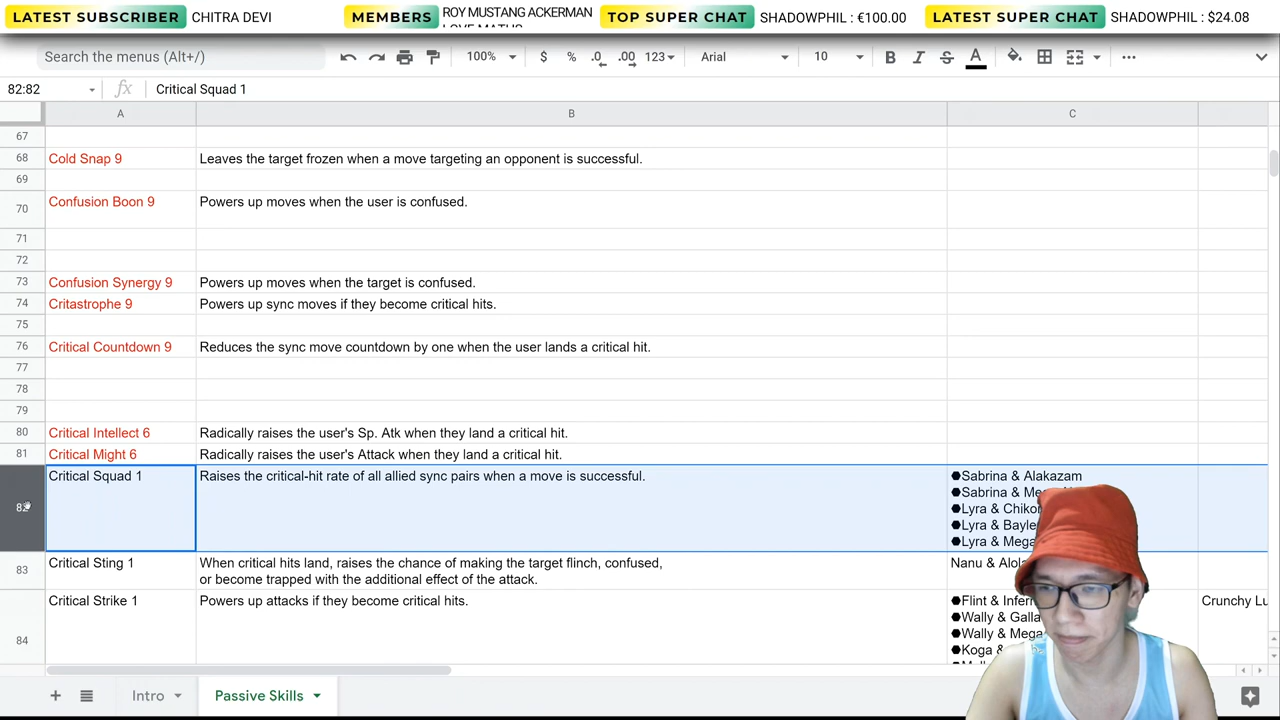 LATEST SUBSCRIBER CHITRA DEVI
MEMBERS ROY MUSTANG ACKERMAN
TOP SUPER CHAT SHADOWPHIL : €100.00
LATEST SUPER CHAT SHADOWPHIL : $24.08
Search the menus (Alt+/) 100% $ % .0 .00 123 Arial 10 B I S A
82:82 fx Critical Squad 1
A B C
67
68 Cold Snap 9 Leaves the target frozen when a move targeting an opponent is successful.
69
70 Confusion Boon 9 Powers up moves when the user is confused.
71
72
73 Confusion Synergy 9 Powers up moves when the target is confused.
74 Critastrophe 9 Powers up sync moves if they become critical hits.
75
76 Critical Countdown 9 Reduces the sync move countdown by one when the user lands a critical hit.
77
78
79
80 Critical Intellect 6 Radically raises the user's Sp. Atk when they land a critical hit.
81 Critical Might 6 Radically raises the user's Attack when they land a critical hit.
82 Critical Squad 1 Raises the critical-hit rate of all allied sync pairs when a move is successful. Sabrina & Alakazam
Sabrina &
Lyra &
Lyra &
Lyra & Mega
83 Critical Sting 1 When critical hits land, raises the chance of making the target flinch, confused, Nanu &
or become trapped with the additional effect of the attack.
84 Critical Strike 1 Powers up attacks if they become critical hits. Flint & Crunchy
Wally &
Wally & Mega
Koga &
Intro Passive Skills